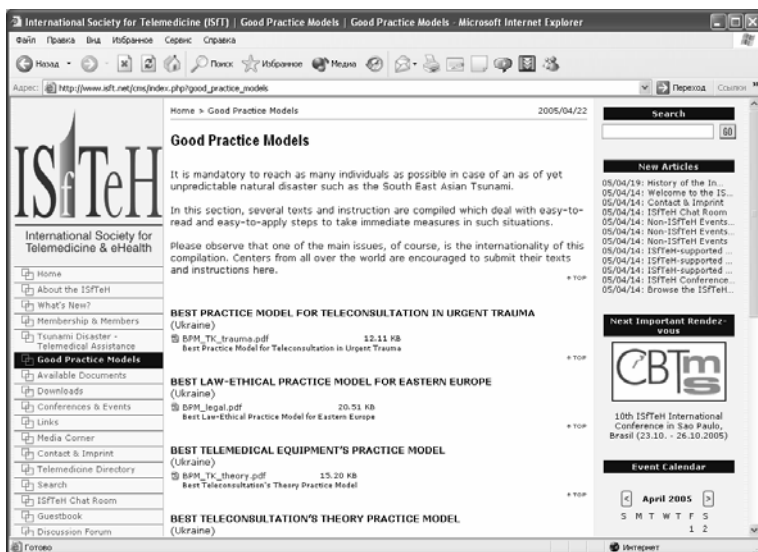 International Society for Telemedicine (ISfT) | Good Practice Models | Good Practice Models - Microsoft Internet Explorer
Файл Правка Вид Избранное Сервис Справка
Назад Поиск Избранное Медиа
Адрес: http://www.isft.net/cms/index.php?good_practice_models Переход Ссылки
ISfTeH
International Society for
Telemedicine & eHealth
Home
About the ISfTeH
What's New?
Membership & Members
Tsunami Disaster -
Telemedical Assistance
Good Practice Models
Available Documents
Downloads
Conferences & Events
Links
Media Corner
Contact & Imprint
Telemedicine Directory
Search
ISfTeH Chat Room
Guestbook
Discussion Forum
Home > Good Practice Models 2005/04/22
Good Practice Models
It is mandatory to reach as many individuals as possible in case of an as of yet
unpredictable natural disaster such as the South East Asian Tsunami.
In this section, several texts and instruction are compiled which deal with easy-to-
read and easy-to-apply steps to take immediate measures in such situations.
Please observe that one of the main issues, of course, is the internationality of this
compilation. Centers from all over the world are encouraged to submit their texts
and instructions here.
TOP
BEST PRACTICE MODEL FOR TELECONSULTATION IN URGENT TRAUMA
(Ukraine)
BPM_TK_trauma.pdf 12.11 KB
Best Practice Model for Teleconsultation in Urgent Trauma
TOP
BEST LAW-ETHICAL PRACTICE MODEL FOR EASTERN EUROPE
(Ukraine)
BPM_legal.pdf 20.51 KB
Best Law-Ethical Practice Model for Eastern Europe
TOP
BEST TELEMEDICAL EQUIPMENT'S PRACTICE MODEL
(Ukraine)
BPM_TK_theory.pdf 15.20 KB
Best Teleconsultation's Theory Practice Model
TOP
BEST TELECONSULTATION'S THEORY PRACTICE MODEL
(Ukraine)
Search
GO
New Articles
05/04/19: History of the In...
05/04/14: Welcome to the IS...
05/04/14: Contact & Imprint
05/04/14: ISfTeH Chat Room
05/04/14: Non-ISfTeH Events...
05/04/14: Non-ISfTeH Events...
05/04/14: Non-ISfTeH Events
05/04/14: ISfTeH-supported ...
05/04/14: ISfTeH-supported ...
05/04/14: ISfTeH-supported ...
05/04/14: ISfTeH Conference...
05/04/14: Browse the ISfTeH...
Next Important Rendez-
vous
CBTms
10th ISfTeH International
Conference in Sao Paulo,
Brasil (23.10. - 26.10.2005)
Event Calendar
< April 2005 >
S M T W T F S
1 2
Готово Интернет